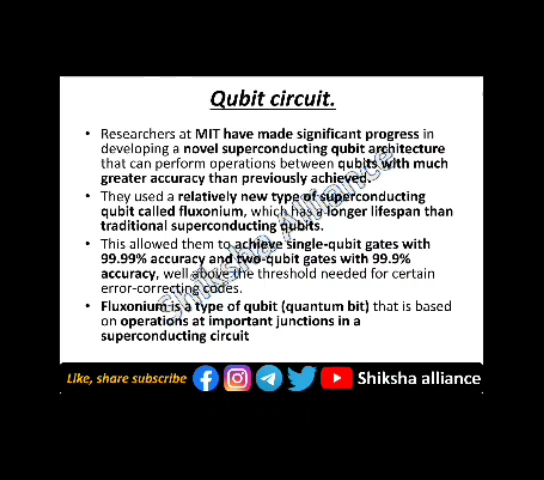 Qubit circuit.
• Researchers at MIT have made significant progress in
developing a novel superconducting qubit architecture
that can perform operations between qubits with much
greater accuracy than previously achieved.
• They used a relatively new type of superconducting
qubit called fluxonium, which has a longer lifespan than
traditional superconducting qubits.
• This allowed them to achieve single-qubit gates with
99.99% accuracy and two-qubit gates with 99.9%
accuracy, well above the threshold needed for certain
error-correcting codes.
• Fluxonium is a type of qubit (quantum bit) that is based
on operations at important junctions in a
superconducting circuit
Shiksha Alliance
Like, share subscribe
Shiksha alliance